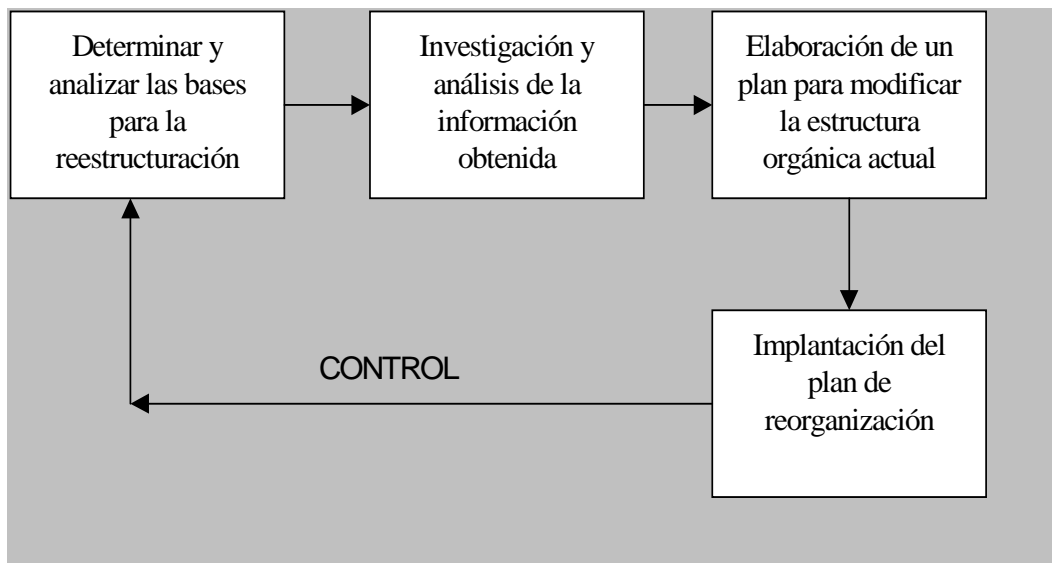 Determinar y
analizar las bases
para la
reestructuración
Investigación y
análisis de la
información
obtenida
Elaboración de un
plan para modificar
la estructura
orgánica actual
Implantación del
plan de
reorganización
CONTROL